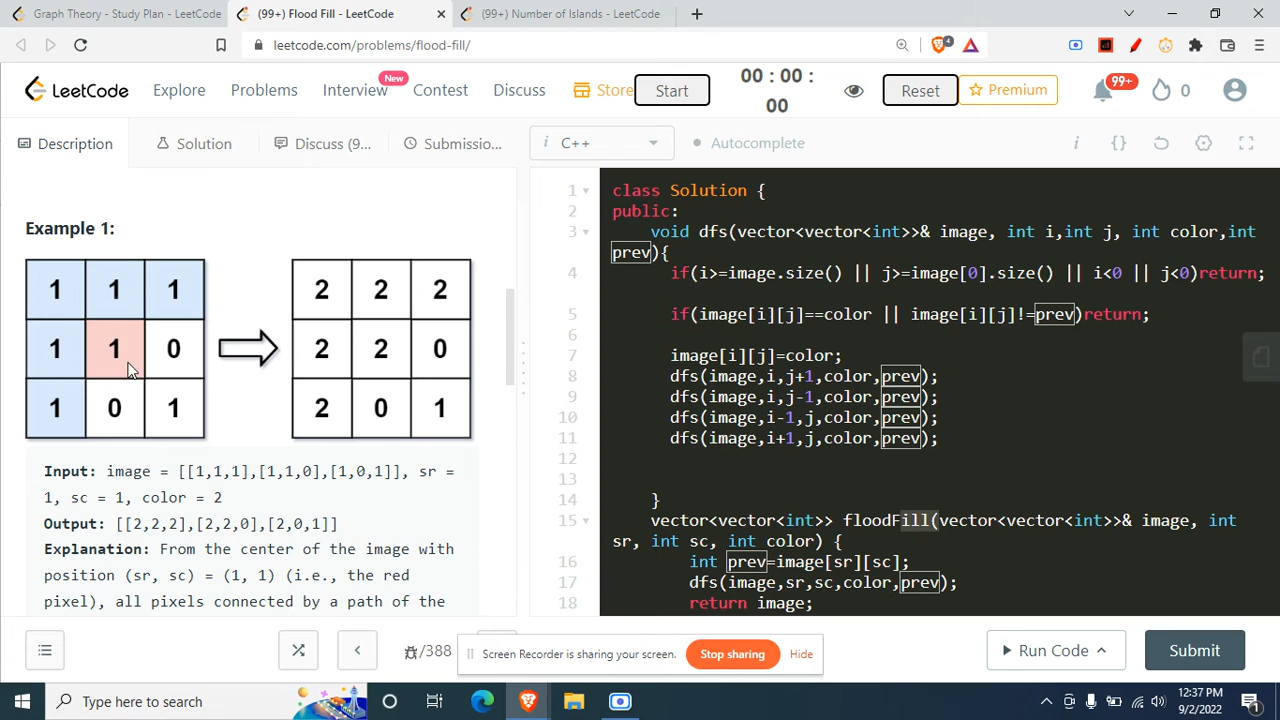 Graph Theory - Study Plan - LeetCode
(99+) Flood Fill - LeetCode
(99+) Number of Islands - LeetCode
leetcode.com/problems/flood-fill/
4
LeetCode
Explore
Problems
Interview
New
Contest
Discuss
Store
Start
00 : 00 :
00
Reset
Premium
99+
0
Description
Solution
Discuss (9...
Submissio...
i C++
Autocomplete
i
{}
Example 1:
1 1 1
1 1 0
1 0 1
2 2 2
2 2 0
2 0 1
Input: image = [[1,1,1],[1,1,0],[1,0,1]], sr =
1, sc = 1, color = 2
Output: [[2,2,2],[2,2,0],[2,0,1]]
Explanation: From the center of the image with
position (sr, sc) = (1, 1) (i.e., the red
pixel), all pixels connected by a path of the
1 class Solution {
2 public:
3 void dfs(vector<vector<int>>& image, int i,int j, int color,int
prev){
4 if(i>=image.size() || j>=image[0].size() || i<0 || j<0)return;
5 if(image[i][j]==color || image[i][j]!=prev)return;
6
7 image[i][j]=color;
8 dfs(image,i,j+1,color,prev);
9 dfs(image,i,j-1,color,prev);
10 dfs(image,i-1,j,color,prev);
11 dfs(image,i+1,j,color,prev);
12
13
14 }
15 vector<vector<int>> floodFill(vector<vector<int>>& image, int
sr, int sc, int color) {
16 int prev=image[sr][sc];
17 dfs(image,sr,sc,color,prev);
18 return image;
/388
Screen Recorder is sharing your screen.
Stop sharing
Hide
Run Code
Submit
Type here to search
12:37 PM
9/2/2022
1